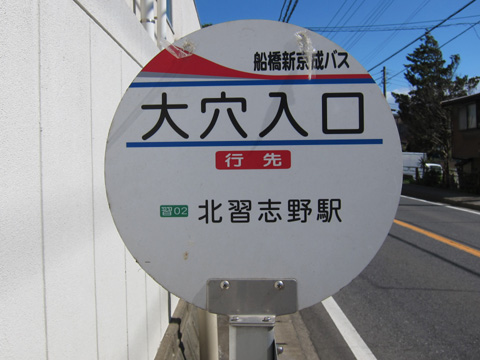 船橋新京成バス
大穴入口
行先
習02 北習志野駅